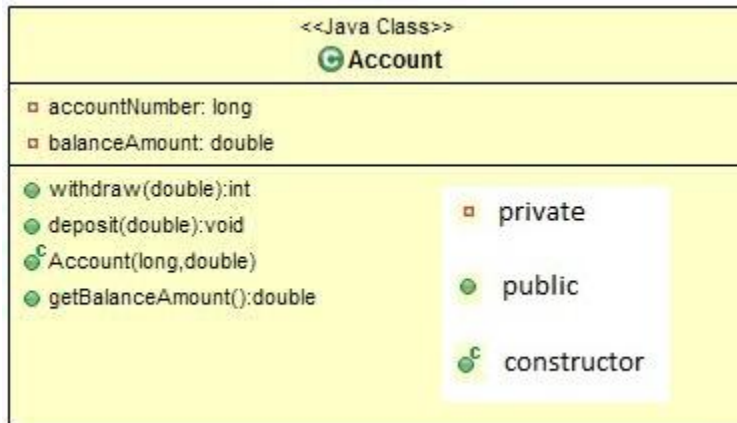 <<Java Class>>
Account
accountNumber: long
balanceAmount: double
withdraw(double):int
deposit(double):void
Account(long,double)
getBalanceAmount():double
private
public
constructor